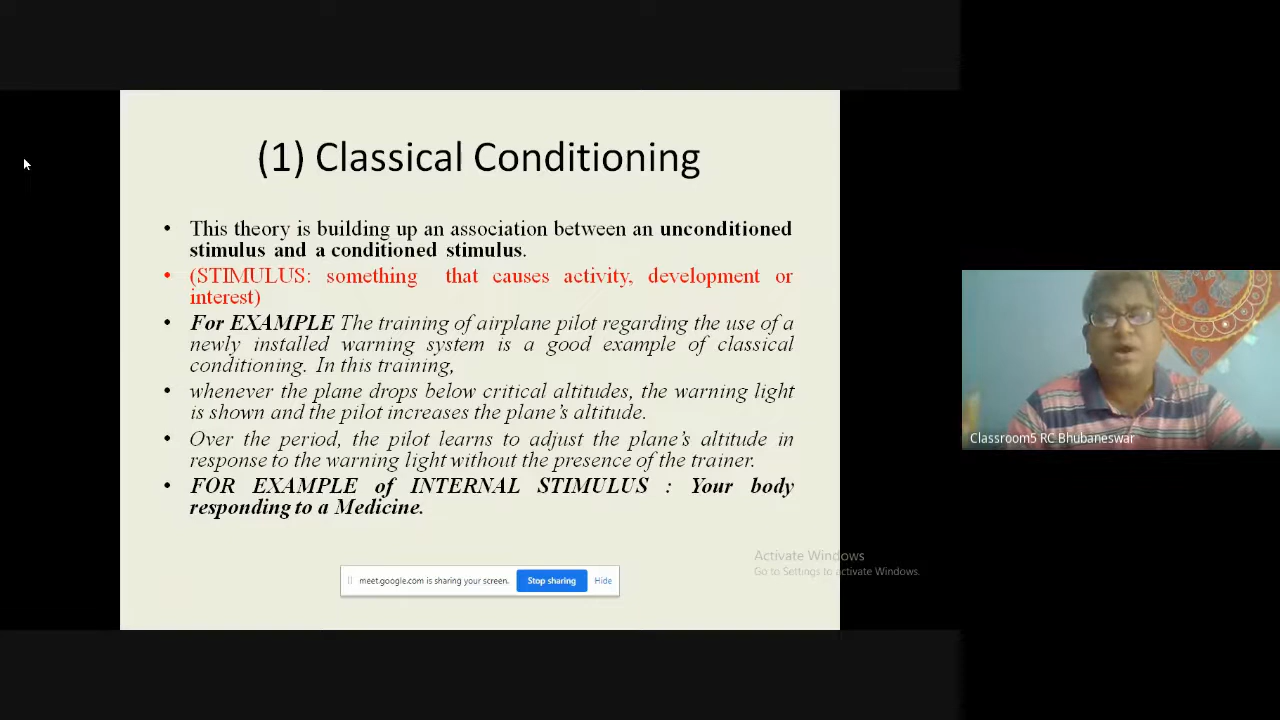 (1) Classical Conditioning
• This theory is building up an association between an unconditioned
stimulus and a conditioned stimulus.
• (STIMULUS: something that causes activity, development or
interest)
• For EXAMPLE The training of airplane pilot regarding the use of a
newly installed warning system is a good example of classical
conditioning. In this training,
• whenever the plane drops below critical altitudes, the warning light
is shown and the pilot increases the plane's altitude.
• Over the period, the pilot learns to adjust the plane's altitude in
response to the warning light without the presence of the trainer.
• FOR EXAMPLE of INTERNAL STIMULUS : Your body
responding to a Medicine.
meet.google.com is sharing your screen. Stop sharing Hide
Activate Windows
Go to Settings to activate Windows.
Classroom5 RC Bhubaneswar